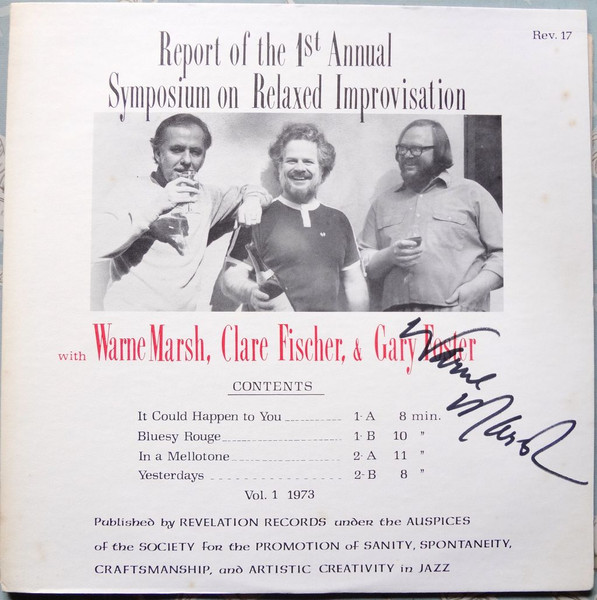 Rev. 17
Report of the 1st Annual
Symposium on Relaxed Improvisation
with Warne Marsh, Clare Fischer, & Gary Foster
Warne
Marsh
CONTENTS
It Could Happen to You 1-A 8 min.
Bluesy Rouge 1-B 10 "
In a Mellotone 2-A 11 "
Yesterdays 2-B 8 "
Vol. 1 1973
Published by REVELATION RECORDS under the AUSPICES
of the SOCIETY for the PROMOTION of SANITY, SPONTANEITY,
CRAFTSMANSHIP, and ARTISTIC CREATIVITY in JAZZ